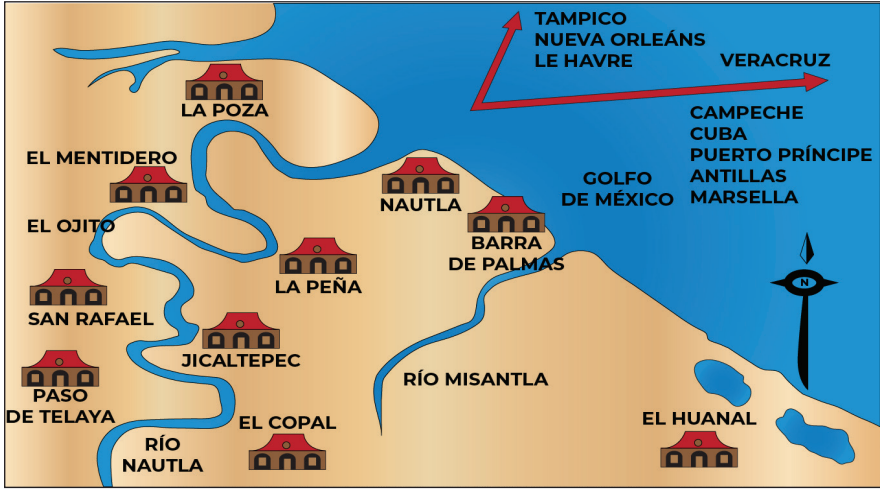 TAMPICO
NUEVA ORLEÁNS
LE HAVRE
VERACRUZ
CAMPECHE
CUBA
PUERTO PRÍNCIPE
ANTILLAS
MARSELLA
GOLFO
DE MÉXICO
LA POZA
EL MENTIDERO
NAUTLA
EL OJITO
BARRA
DE PALMAS
LA PEÑA
N
SAN RAFAEL
JICALTEPEC
PASO
DE TELAYA
RÍO MISANTLA
EL COPAL
EL HUANAL
RÍO
NAUTLA